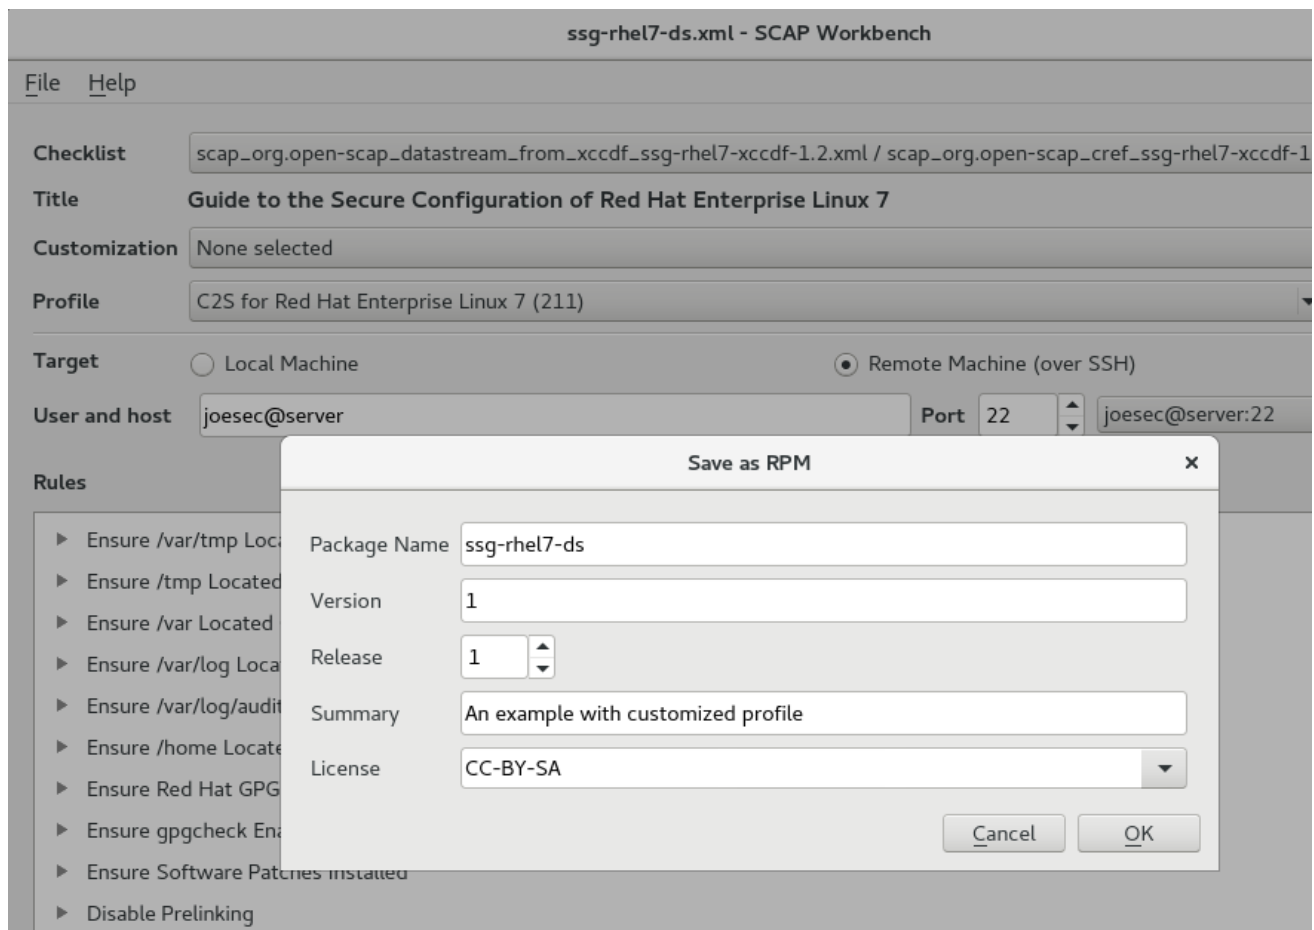 ssg-rhel7-ds.xml - SCAP Workbench
File Help
Checklist scap_org.open-scap_datastream_from_xccdf_ssg-rhel7-xccdf-1.2.xml / scap_org.open-scap_cref_ssg-rhel7-xccdf-1
Title Guide to the Secure Configuration of Red Hat Enterprise Linux 7
Customization None selected
Profile C2S for Red Hat Enterprise Linux 7 (211)
Target Local Machine Remote Machine (over SSH)
User and host joesec@server Port 22 joesec@server:22
Rules
Save as RPM
Package Name ssg-rhel7-ds
Version 1
Release 1
Summary An example with customized profile
License CC-BY-SA
Cancel OK
Ensure /var/tmp Loca
Ensure /tmp Located
Ensure /var Located
Ensure /var/log Loca
Ensure /var/log/audit
Ensure /home Locate
Ensure Red Hat GPG
Ensure gpgcheck Ena
Ensure Software Patches Installed
Disable Prelinking